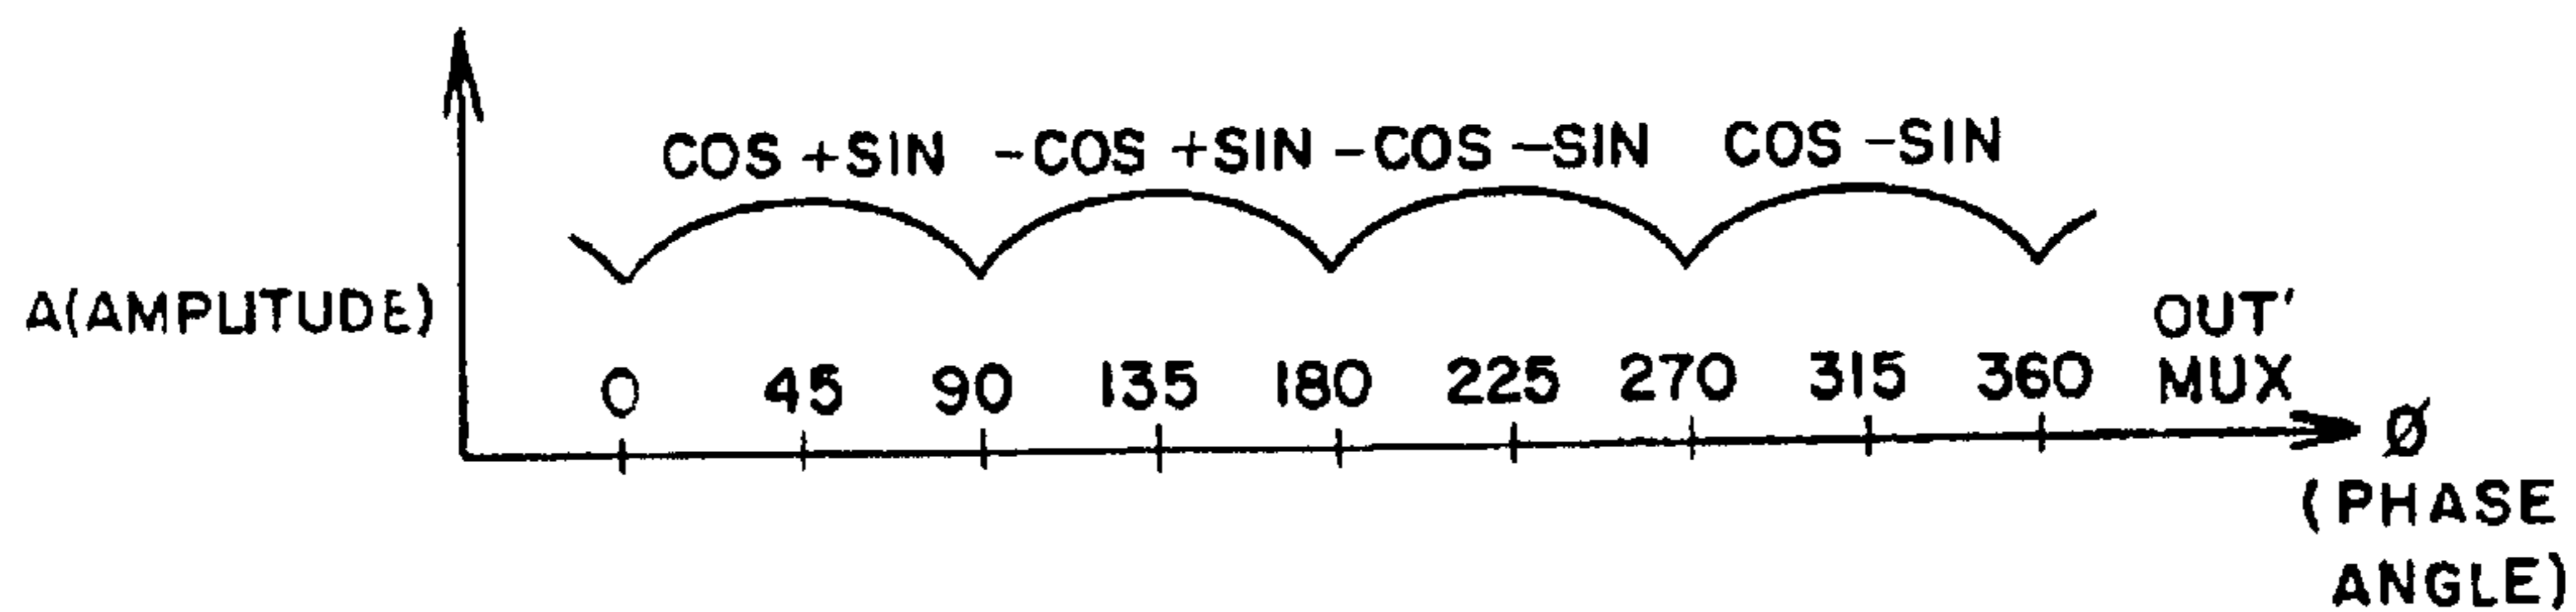 COS +SIN -COS +SIN -COS -SIN COS -SIN
A(AMPLITUDE)
OUT'
MUX
0 45 90 135 180 225 270 315 360
Ø
(PHASE
ANGLE)